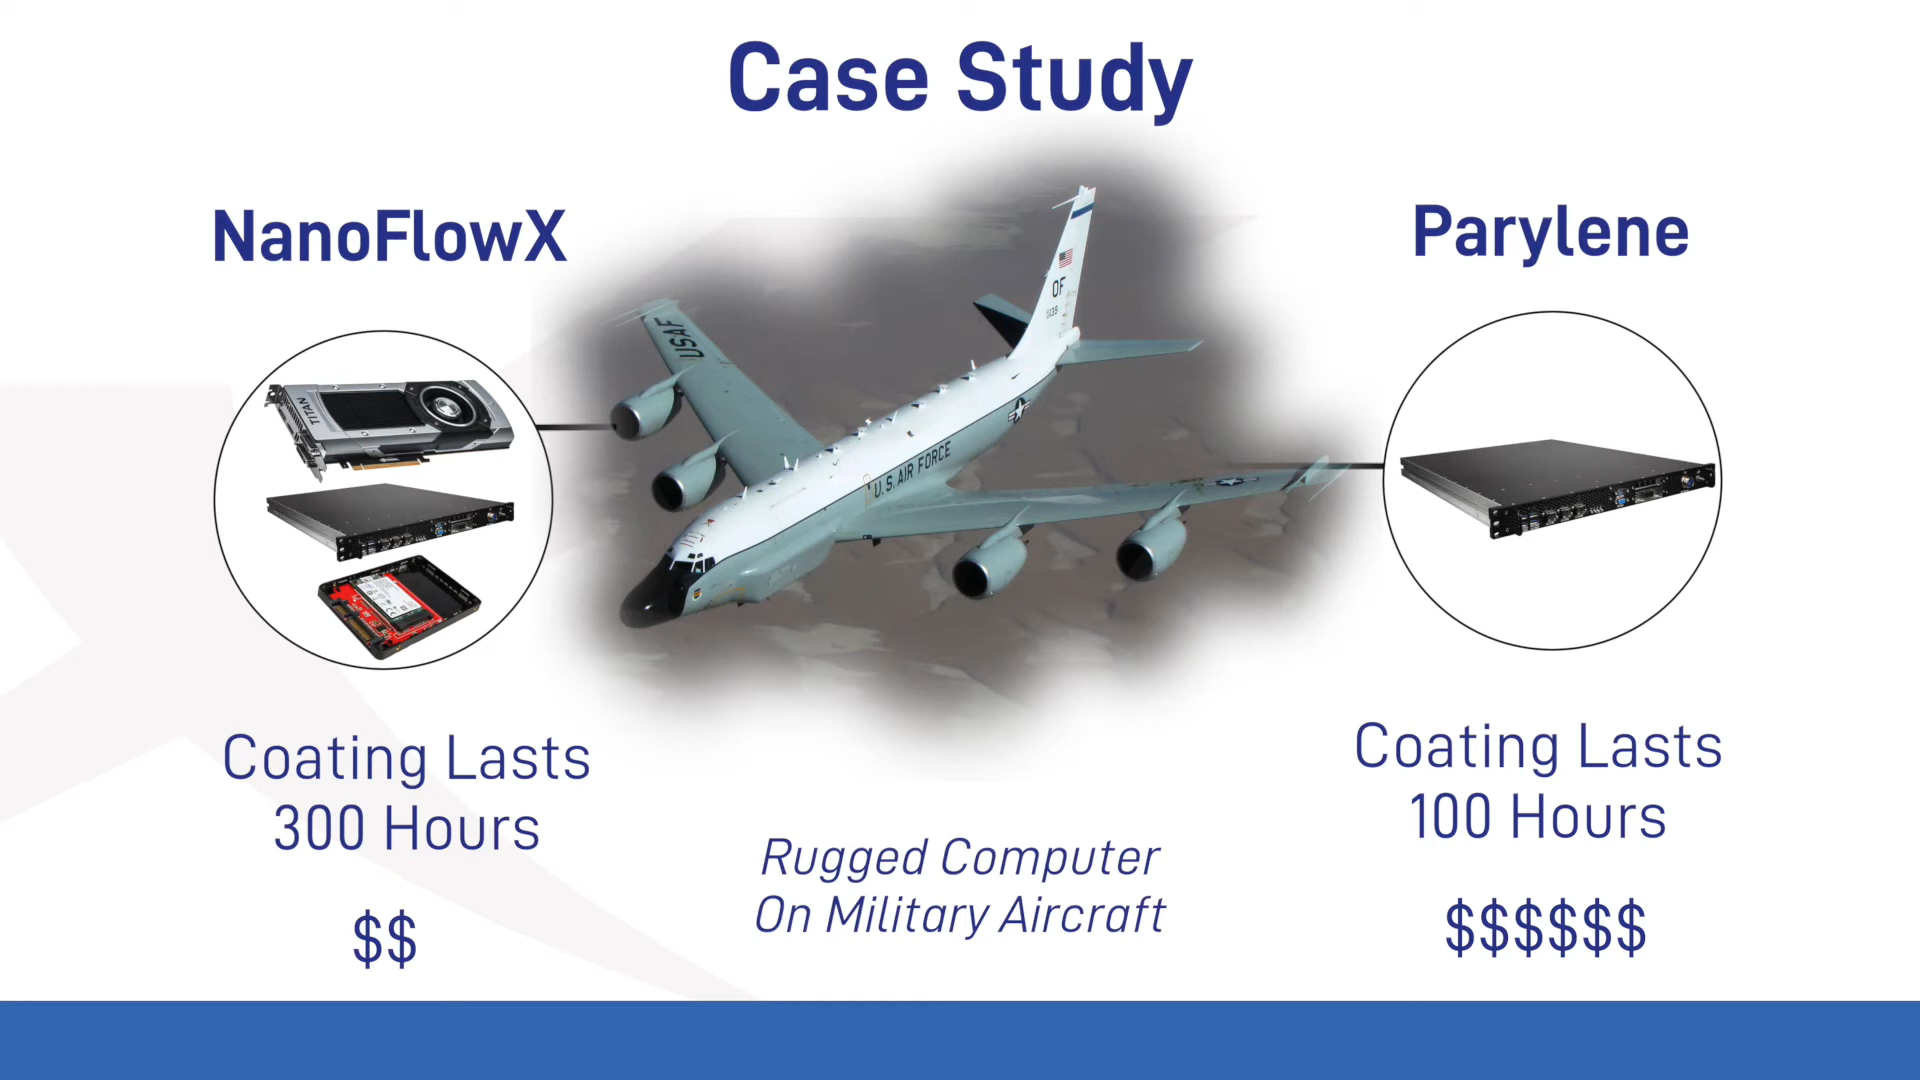 Case Study
NanoFlowX
Parylene
USAF
OF
U.S. AIR FORCE
TITAN
Coating Lasts
300 Hours
$$
Rugged Computer
On Military Aircraft
Coating Lasts
100 Hours
$$$$$$